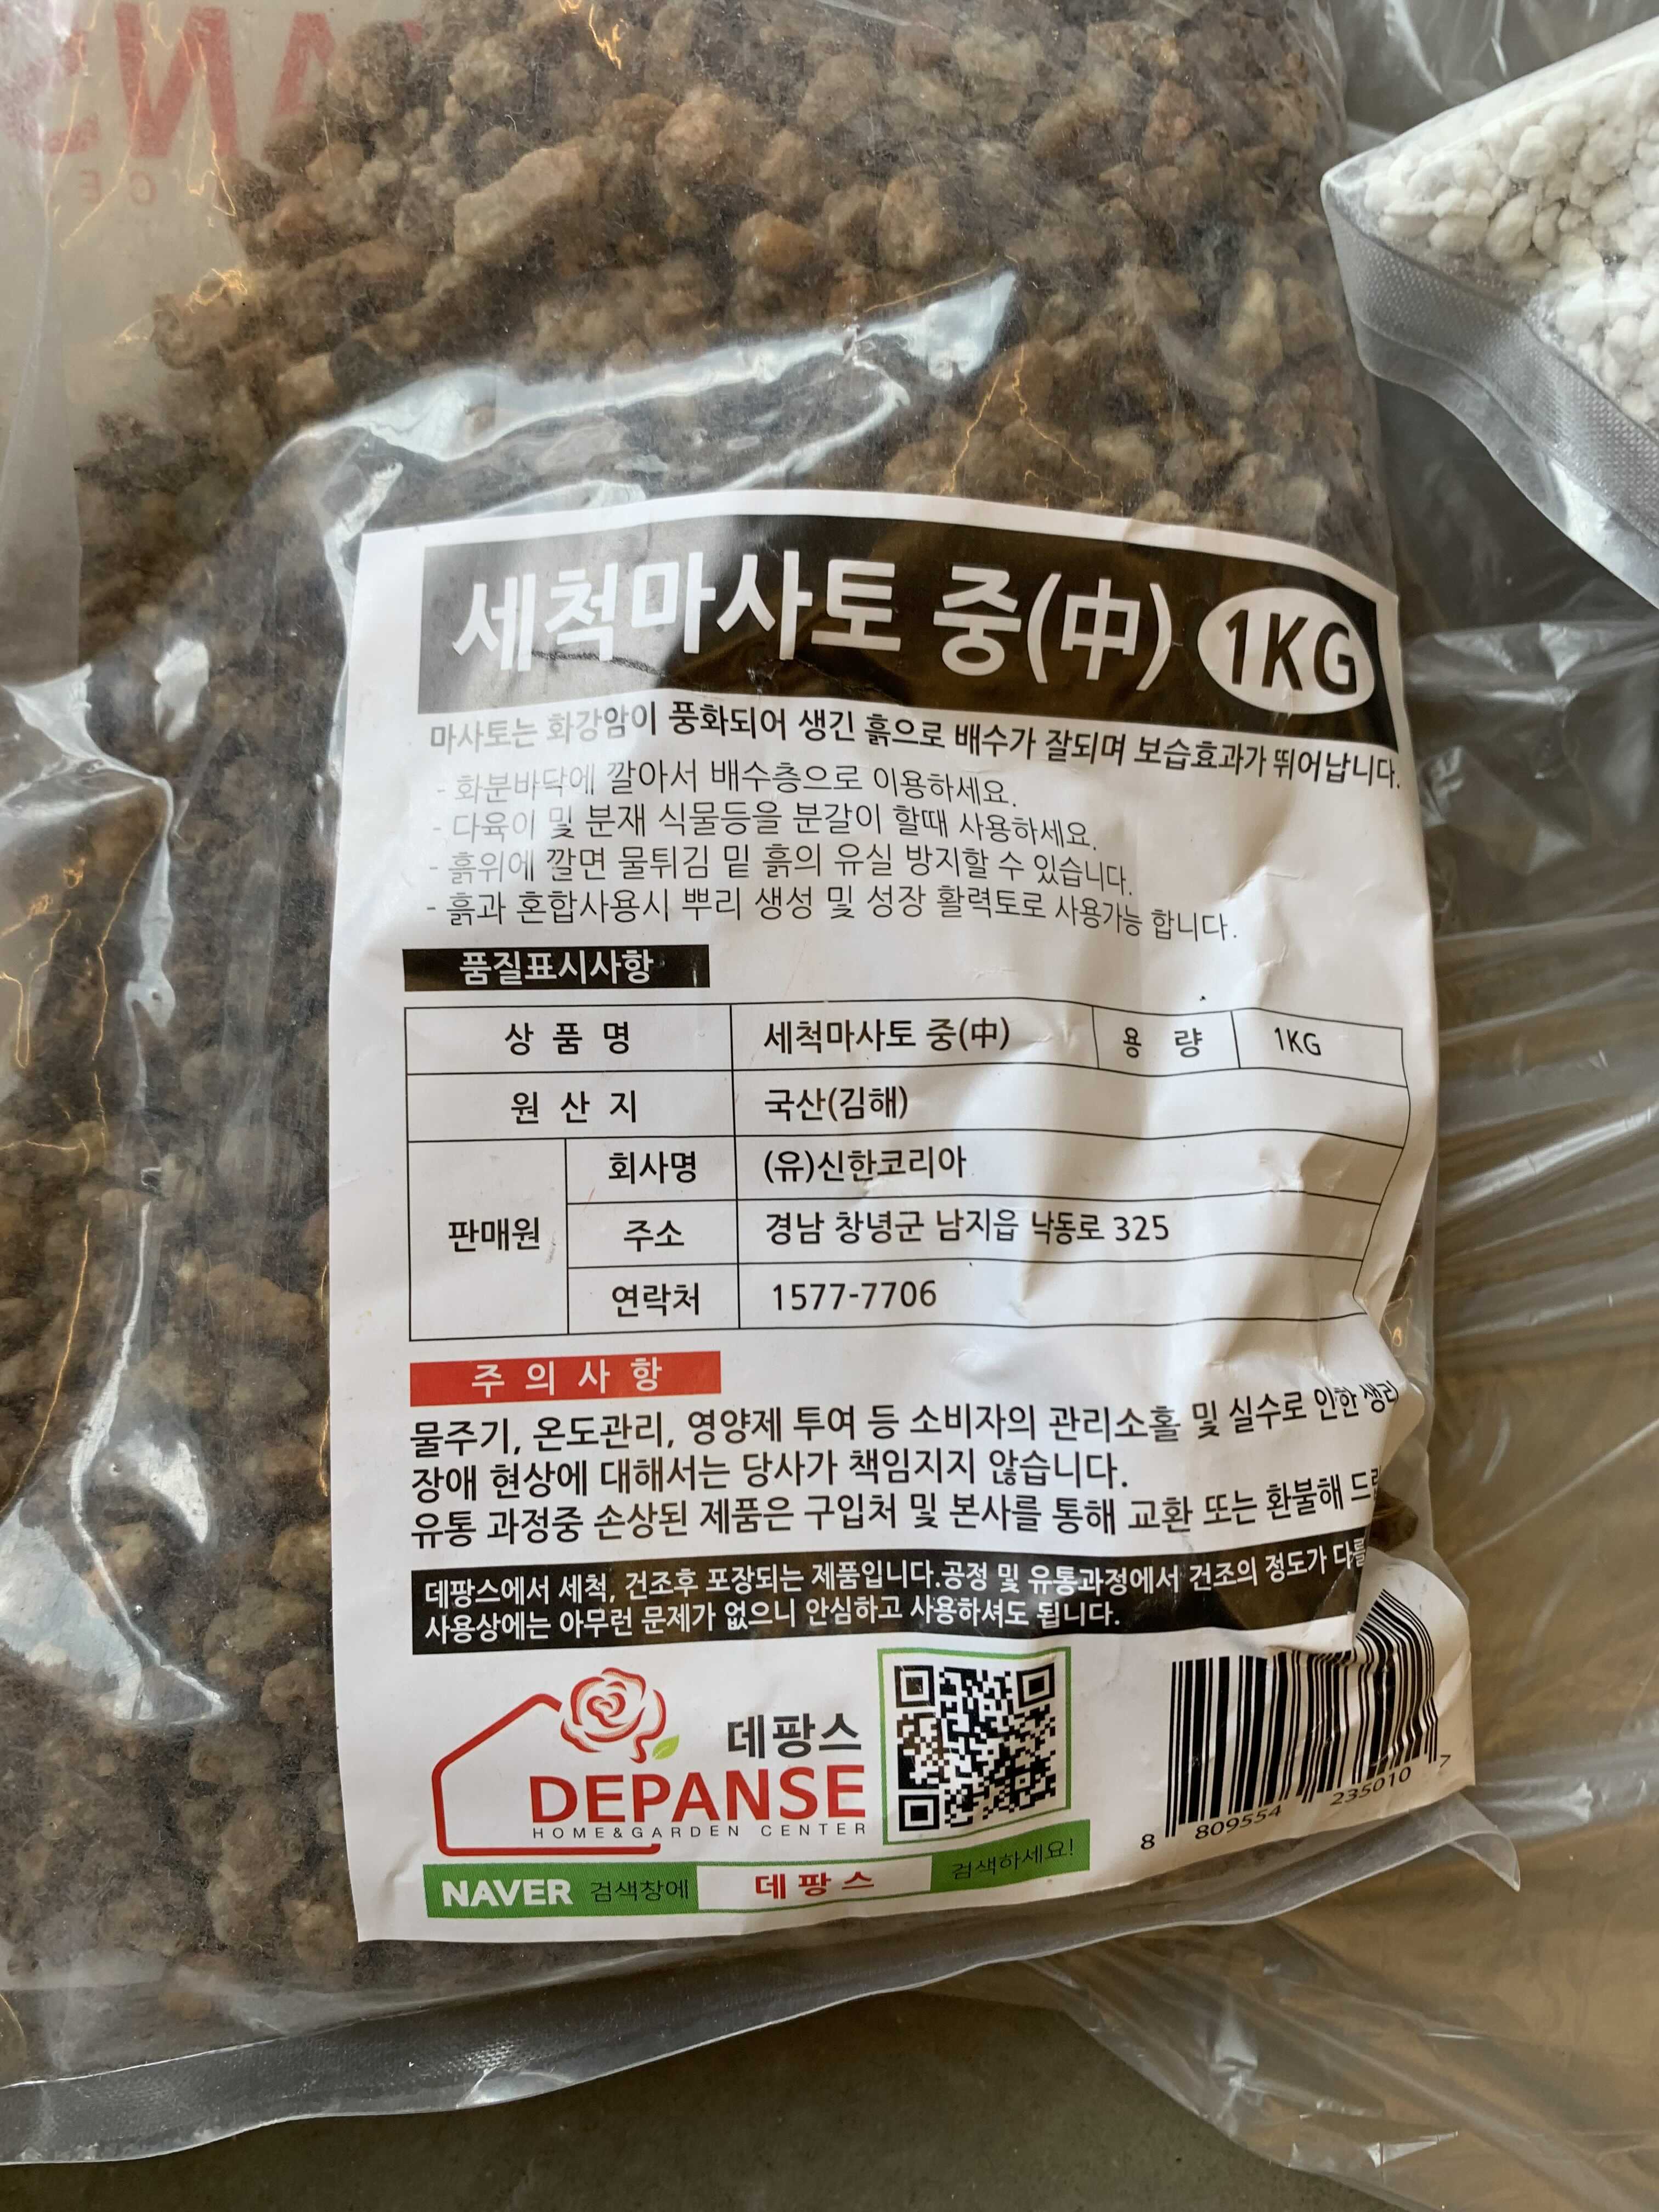 세척마사토 중(中) 1KG
마사토는 화강암이 풍화되어 생긴 흙으로 배수가 잘되며 보습효과가 뛰어납니다.
- 화분바닥에 깔아서 배수층으로 이용하세요.
- 다육이 및 분재 식물등을 분갈이 할때 사용하세요.
- 흙위에 깔면 물튀김 밑 흙의 유실 방지할 수 있습니다.
- 흙과 혼합사용시 뿌리 생성 및 성장 활력토로 사용가능 합니다.
품질표시사항
상 품 명 세척마사토 중(中) 용 량 1KG
원 산 지 국산(김해)
판매원 회사명 (유)신한코리아
주소 경남 창녕군 남지읍 낙동로 325
연락처 1577-7706
주 의 사 항
물주기, 온도관리, 영양제 투여 등 소비자의 관리소홀 및 실수로 인한 생리
장애 현상에 대해서는 당사가 책임지지 않습니다.
유통 과정중 손상된 제품은 구입처 및 본사를 통해 교환 또는 환불해
데팡스에서 세척, 건조후 포장되는 제품입니다.공정 및 유통과정에서 건조의 정도가 다를
사용상에는 아무런 문제가 없으니 안심하고 사용하셔도 됩니다.
데팡스
DEPANSE
HOME&GARDEN CENTER
NAVER 검색창에 데팡스 검색하세요!
8 809554 235010 7